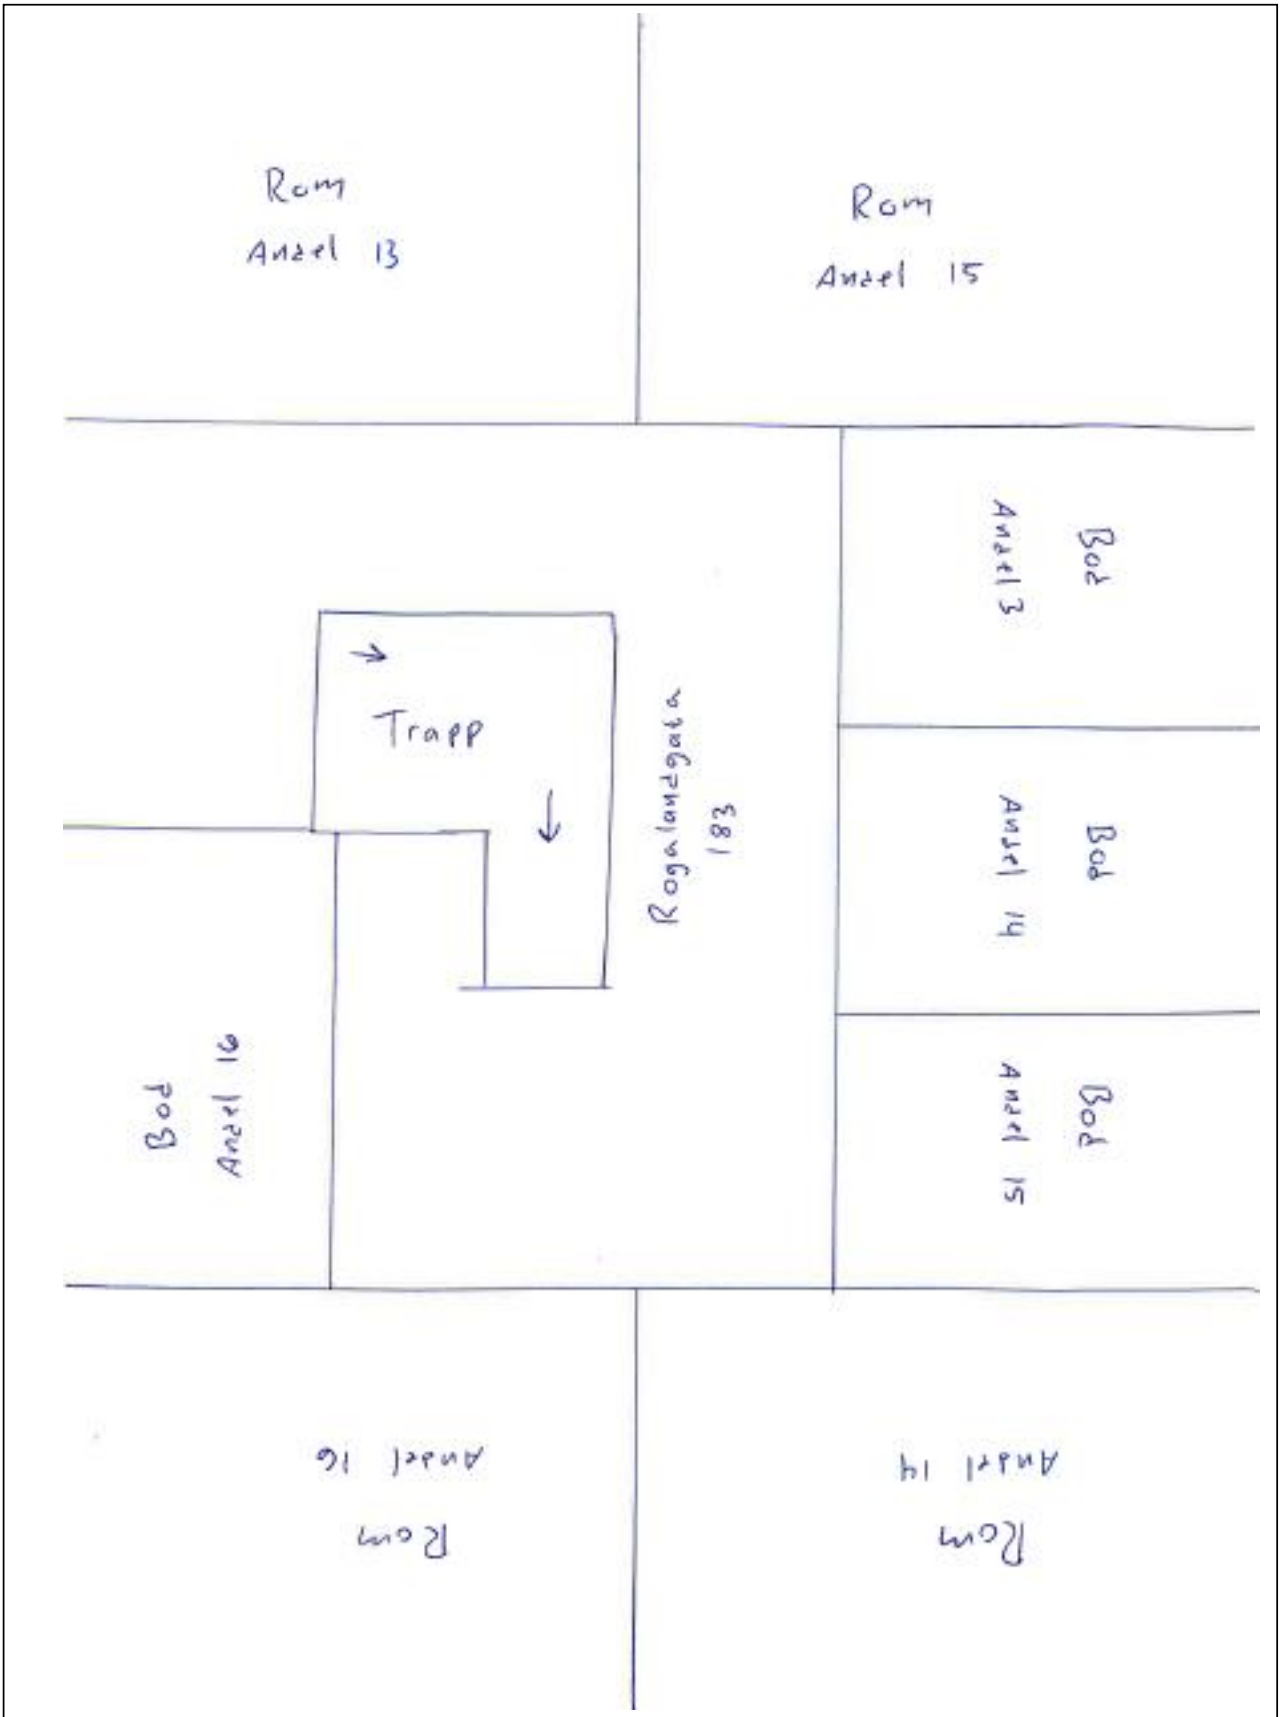 Rom
Andel 13
Rom
Andel 15
Bod
Andel 3
Trapp
Rogalandsgata
183
Bod
Andel 14
Bod
Andel 16
Bod
Andel 15
Rom
Andel 16
Rom
Andel 14